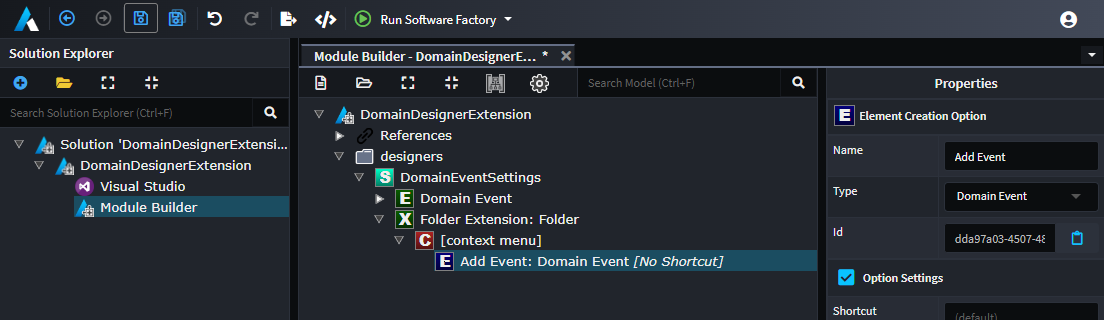 Run Software Factory
Solution Explorer
Search Solution Explorer (Ctrl+F)
Solution 'DomainDesignerExtensi...
DomainDesignerExtension
Visual Studio
Module Builder
Module Builder - DomainDesignerE... *
Search Model (Ctrl+F)
DomainDesignerExtension
References
designers
DomainEventSettings
Domain Event
Folder Extension: Folder
[context menu]
Add Event: Domain Event [No Shortcut]
Properties
Element Creation Option
Name
Add Event
Type
Domain Event
Id
dda97a03-4507-48
Option Settings
Shortcut
(default)